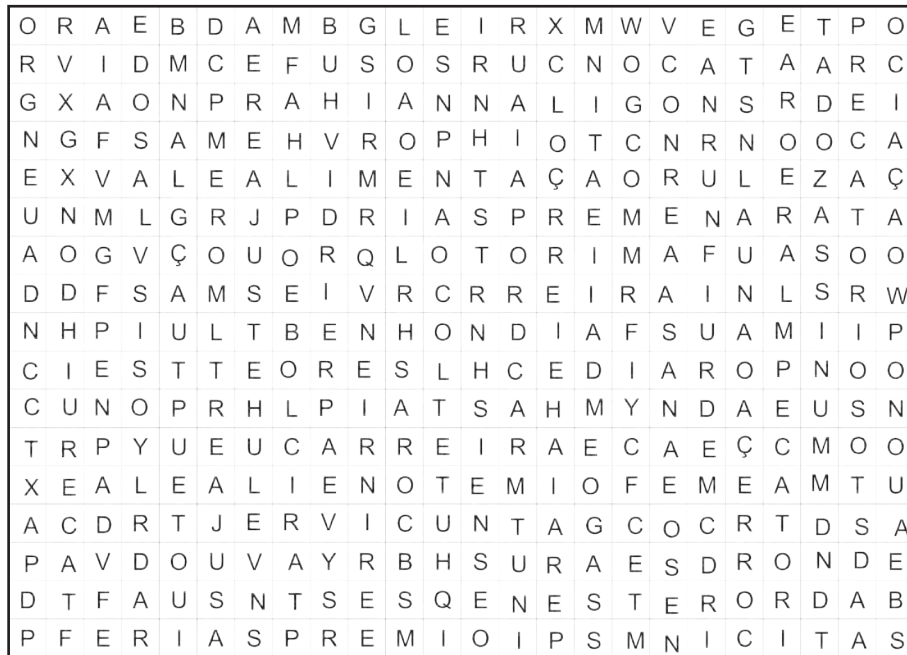 O R A E B D A M B G L E I R X M W V E G E T P O
R V I D M C E F U S O S R U C N O C A T A A R C
G X A O N P R A H I A N N A L I G O N S R D E I
N G F S A M E H V R O P H I O T C N R N O O C A
E X V A L E A L I M E N T A Ç A O R U L E Z A Ç
U N M L G R J P D R I A S P R E M E N A R A T A
A O G V Ç O U O R Q L O T O R I M A F U A S O O
D D F S A M S E I V R C R R E I R A I N L S R W
N H P I U L T B E N H O N D I A F S U A M I I P
C I E S T T E O R E S L H C E D I A R O P N O O
C U N O P R H L P I A T S A H M Y N D A E U S N
T R P Y U E U C A R R E I R A E C A E Ç C M O O
X E A L E A L I E N O T E M I O F E M E A M T U
A C D R T J E R V I C U N T A G C O C R T D S A
P A V D O U V A Y R B H S U R A E S D R O N D E
D T F A U S N T S E S Q E N E S T E R O R D A B
P F E R I A S P R E M I O I P S M N I C I T A S